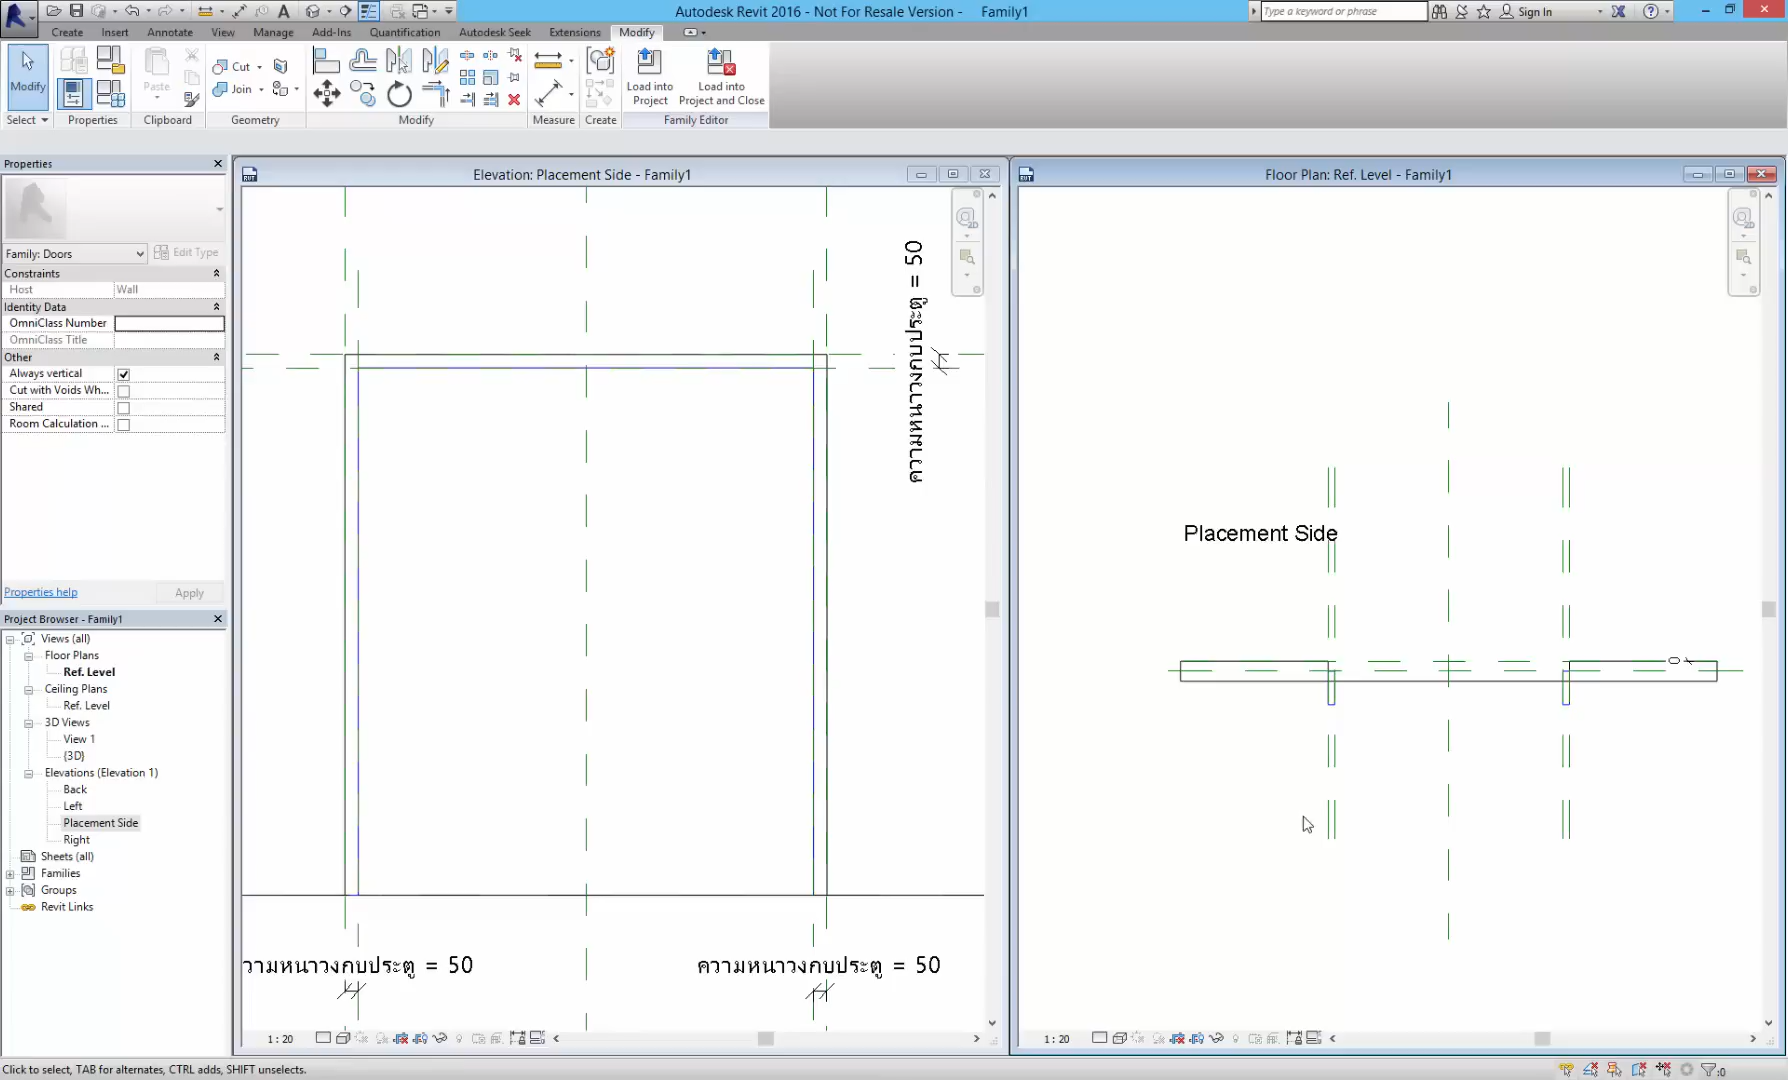 Autodesk Revit 2016 - Not For Resale Version - Family1
Type a keyword or phrase
Sign In
Create Insert Annotate View Manage Add-Ins Quantification Autodesk Seek Extensions Modify
Modify
Paste
Cut
Join
Load into
Project
Load into
Project and Close
Select Properties Clipboard Geometry Modify Measure Create Family Editor
Properties
Family: Doors
Edit Type
Constraints
Host Wall
Identity Data
OmniClass Number
OmniClass Title
Other
Always vertical
Cut with Voids Wh...
Shared
Room Calculation ...
Properties help
Apply
Project Browser - Family1
Views (all)
Floor Plans
Ref. Level
Ceiling Plans
Ref. Level
3D Views
View 1
{3D}
Elevations (Elevation 1)
Back
Left
Placement Side
Right
Sheets (all)
Families
Groups
Revit Links
Elevation: Placement Side - Family1
2D
ความหนาวงกบประตู = 50
วามหนาวงกบประตู = 50
ความหนาวงกบประตู = 50
1 : 20
Floor Plan: Ref. Level - Family1
2D
Placement Side
1 : 20
Click to select, TAB for alternates, CTRL adds, SHIFT unselects.
:0